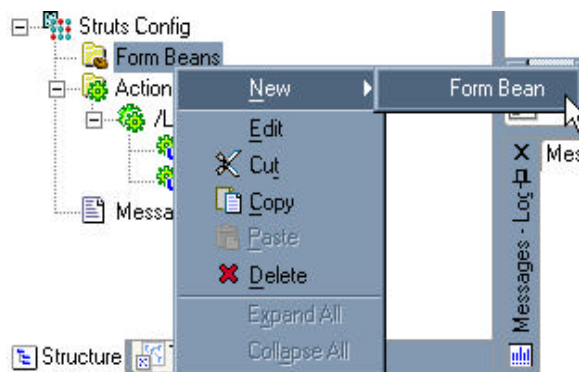 Struts Config
Form Beans
Action
New
Form Bean
/L
Edit
Cut
Mes
Copy
Messa
Paste
Delete
Messages - Log
Expand All
Collapse All
Structure